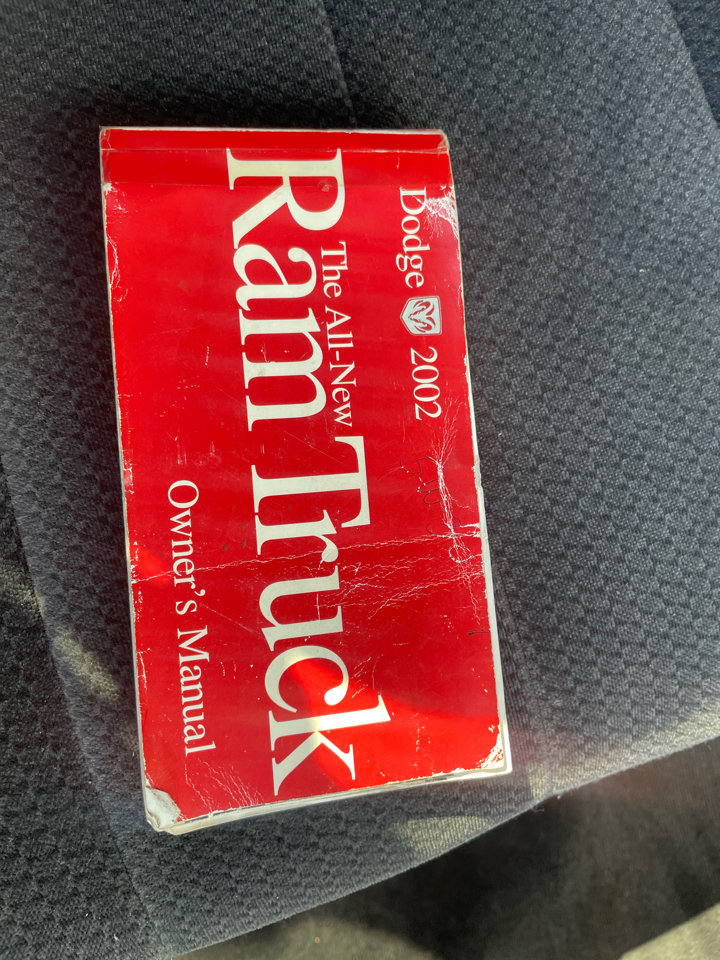 Dodge 2002
The All-New
Ram Truck
Owner's Manual